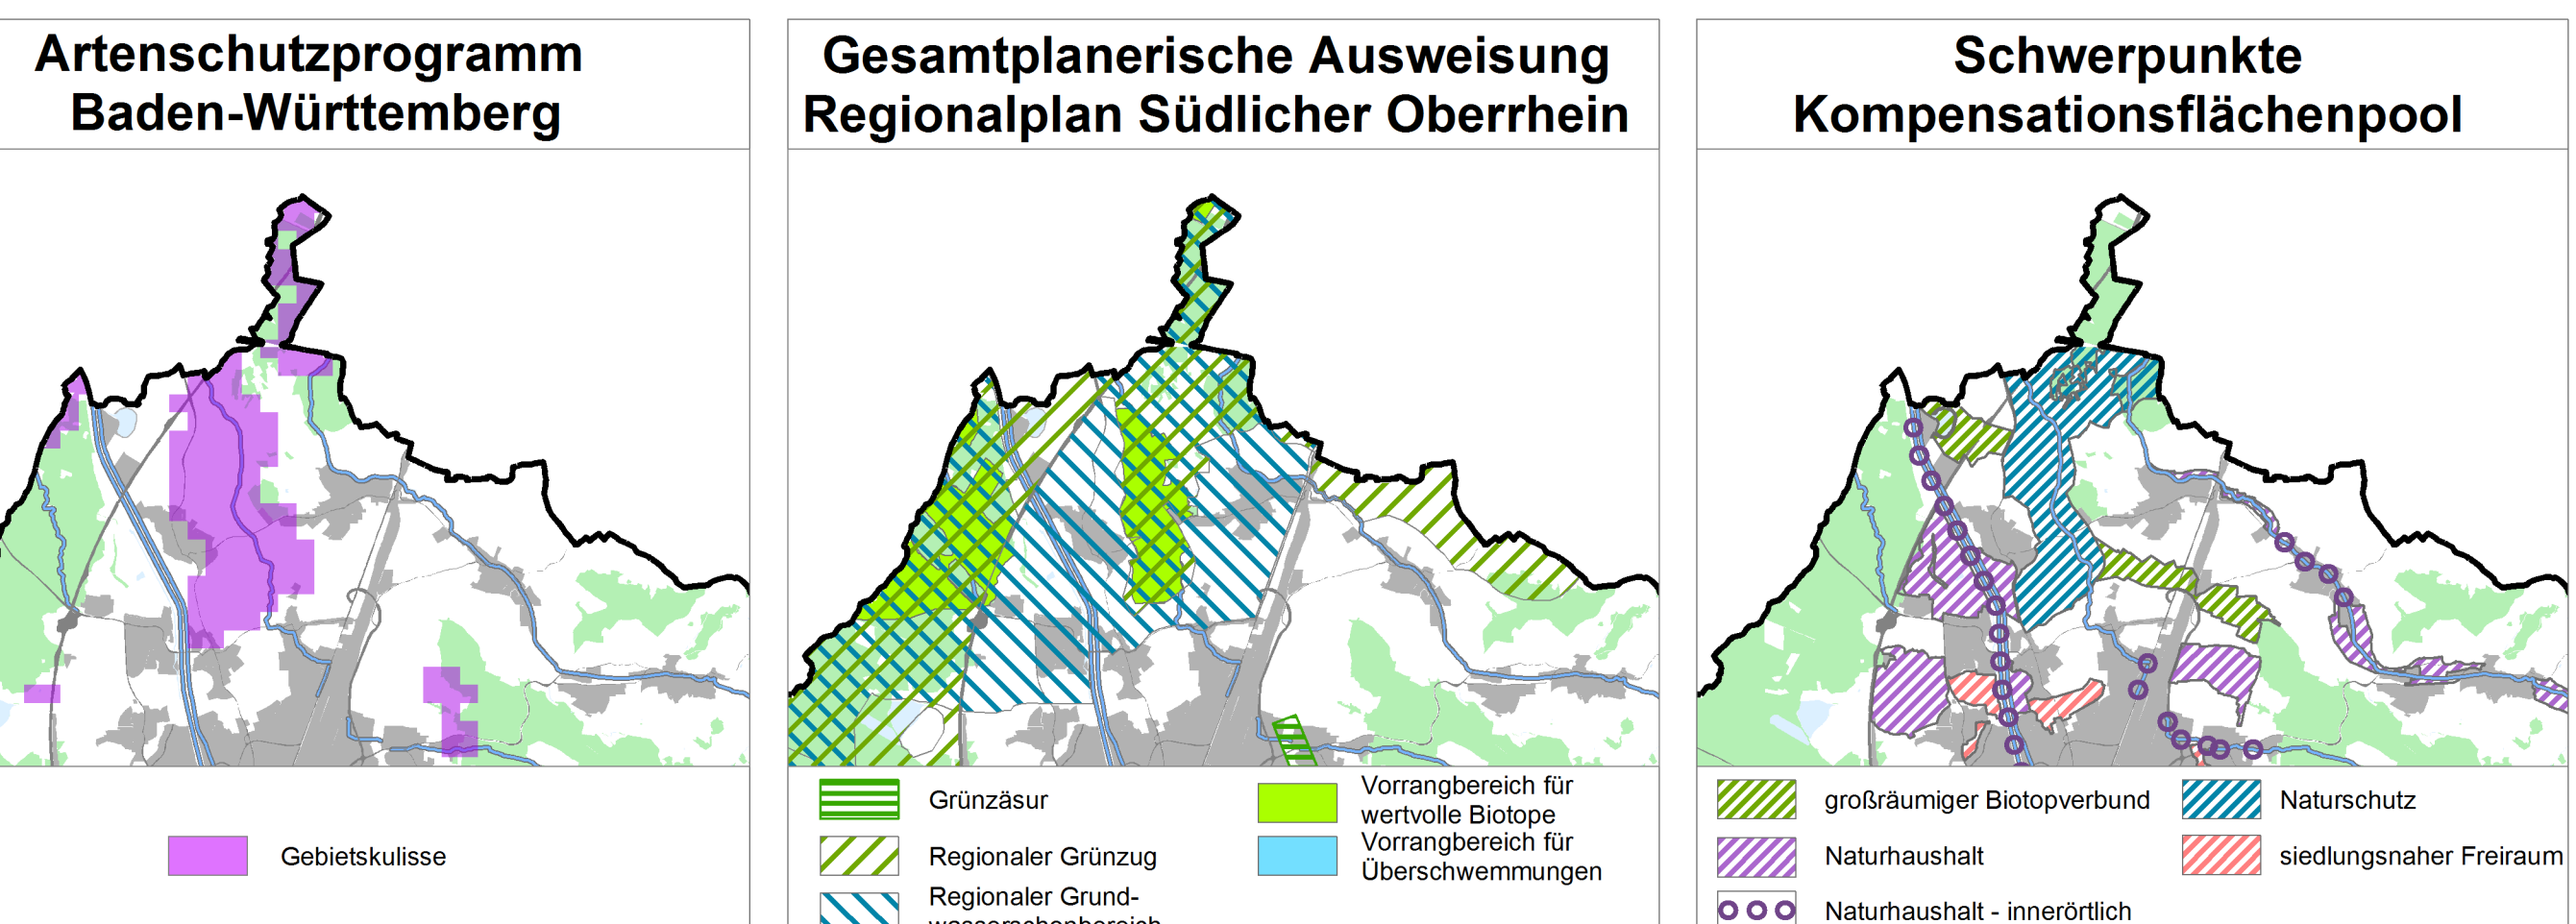 Artenschutzprogramm
Baden-Württemberg
Gebietskulisse
Gesamtplanerische Ausweisung
Regionalplan Südlicher Oberrhein
Grünzäsur
Regionaler Grünzug
Regionaler Grund-
wasserschonbereich
Vorrangbereich für
wertvolle Biotope
Vorrangbereich für
Überschwemmungen
Schwerpunkte
Kompensationsflächenpool
großräumiger Biotopverbund
Naturhaushalt
Naturhaushalt - innerörtlich
Naturschutz
siedlungsnaher Freiraum